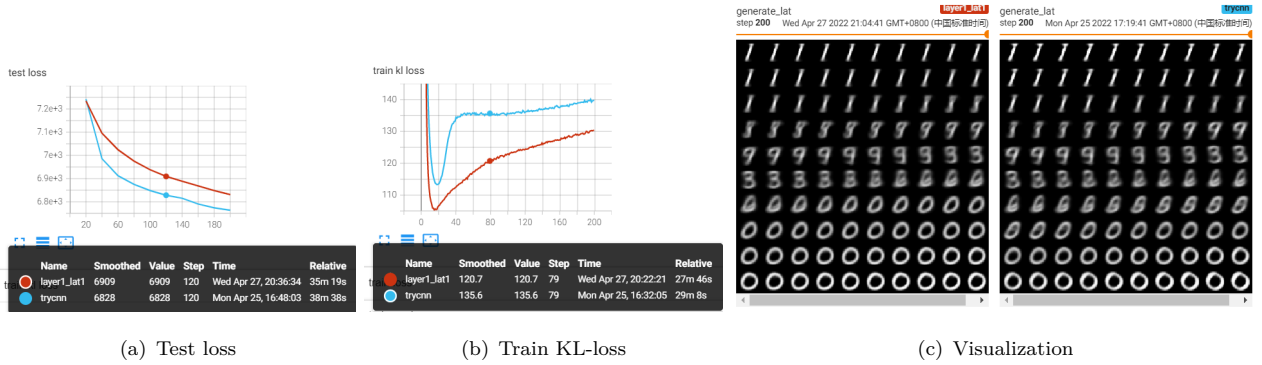 test loss
7.2e+3
7.1e+3
7e+3
6.9e+3
6.8e+3
20 60 100 140 180
Name Smoothed Value Step Time Relative
layer1_lat1 6909 6909 120 Wed Apr 27, 20:36:34 35m 19s
trycnn 6828 6828 120 Mon Apr 25, 16:48:03 38m 38s
(a) Test loss
train kl loss
140
130
120
110
0 40 80 120 160 200
Name Smoothed Value Step Time Relative
layer1_lat1 120.7 120.7 79 Wed Apr 27, 20:22:21 27m 46s
trycnn 135.6 135.6 79 Mon Apr 25, 16:32:05 29m 8s
(b) Train KL-loss
generate_lat layer1_lat1
step 200 Wed Apr 27 2022 21:04:41 GMT+0800 (中国标准时间)
generate_lat trycnn
step 200 Mon Apr 25 2022 17:19:41 GMT+0800 (中国标准时间)
(c) Visualization